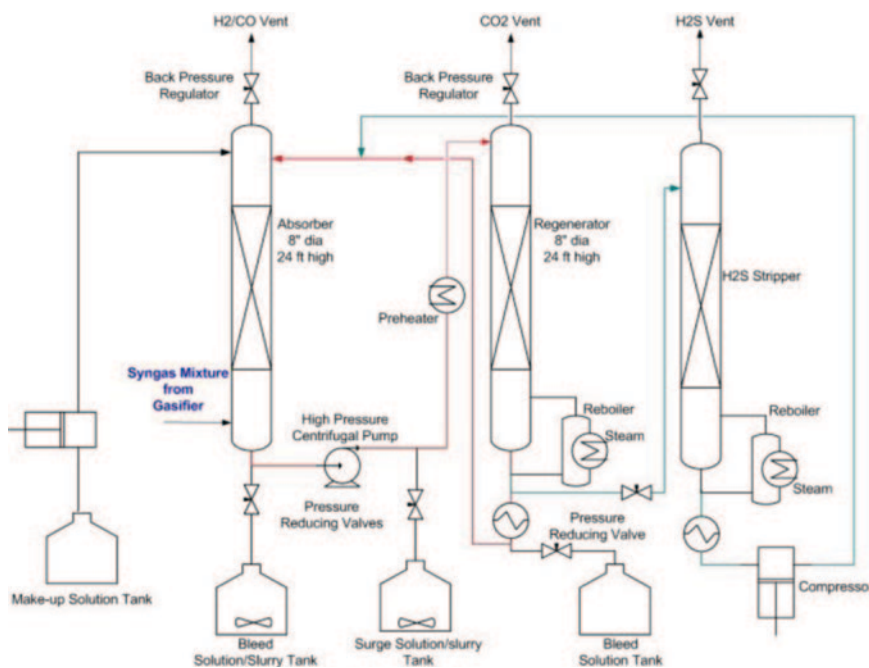 H2/CO Vent
CO2 Vent
H2S Vent
Back Pressure
Regulator
Back Pressure
Regulator
Absorber
8" dia
24 ft high
Regenerator
8" dia
24 ft high
H2S Stripper
Preheater
Syngas Mixture
from
Gasifier
High Pressure
Centrifugal Pump
Reboiler
Steam
Reboiler
Steam
Pressure
Reducing Valves
Pressure
Reducing Valve
Make-up Solution Tank
Compresso
Bleed
Solution/Slurry Tank
Surge Solution/slurry
Tank
Bleed
Solution Tank